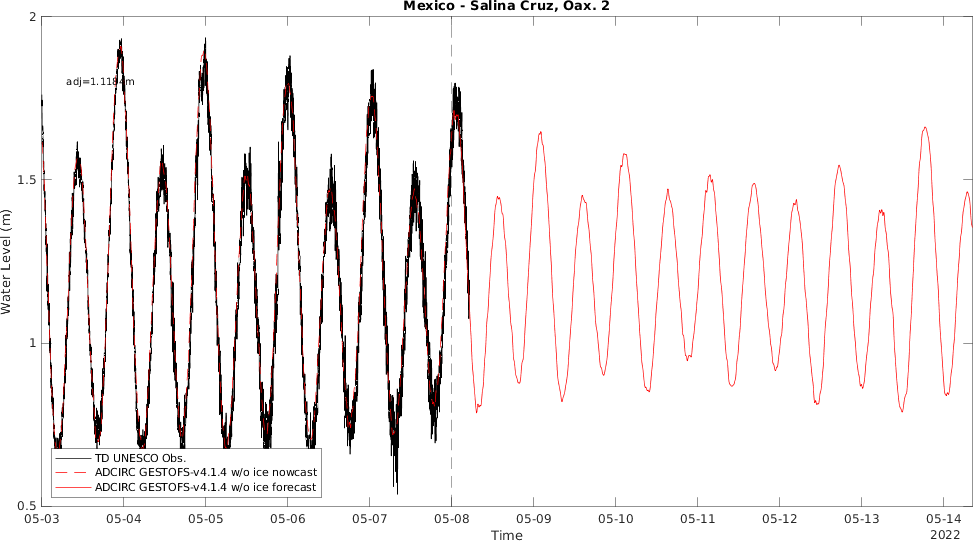 Mexico - Salina Cruz, Oax. 2
2
adj=1.1184m
1.5
Water Level (m)
1
TD UNESCO Obs.
ADCIRC GESTOFS-v4.1.4 w/o ice nowcast
ADCIRC GESTOFS-v4.1.4 w/o ice forecast
0.5
05-03 05-04 05-05 05-06 05-07 05-08 05-09 05-10 05-11 05-12 05-13 05-14
Time
2022